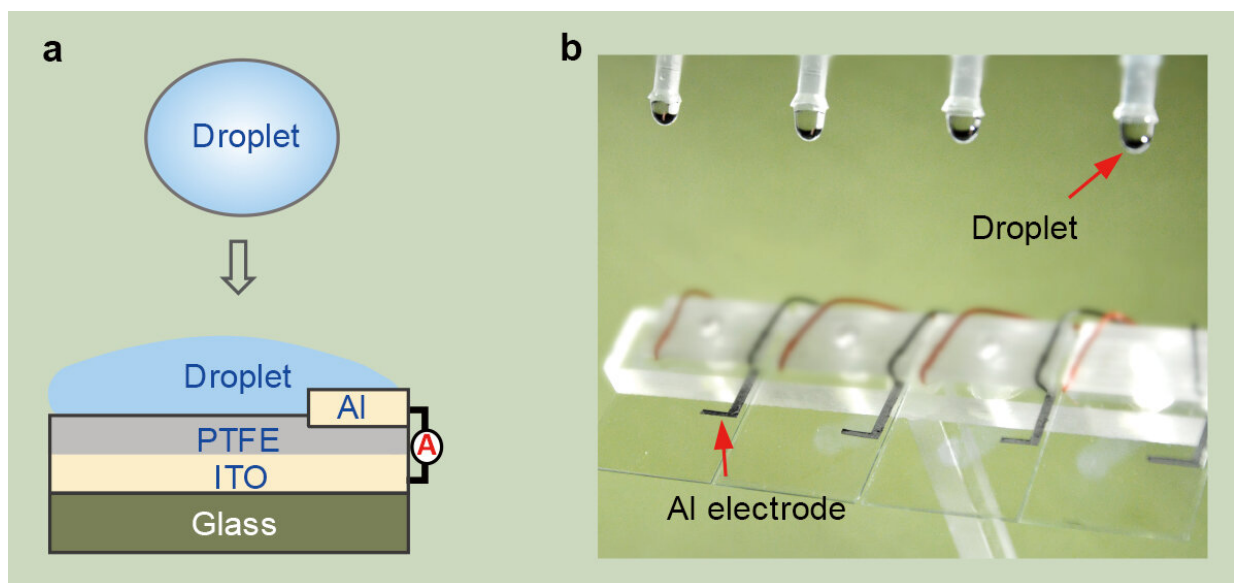 a
Droplet
Droplet
Al
PTFE
A
ITO
Glass
b
Droplet
Al electrode